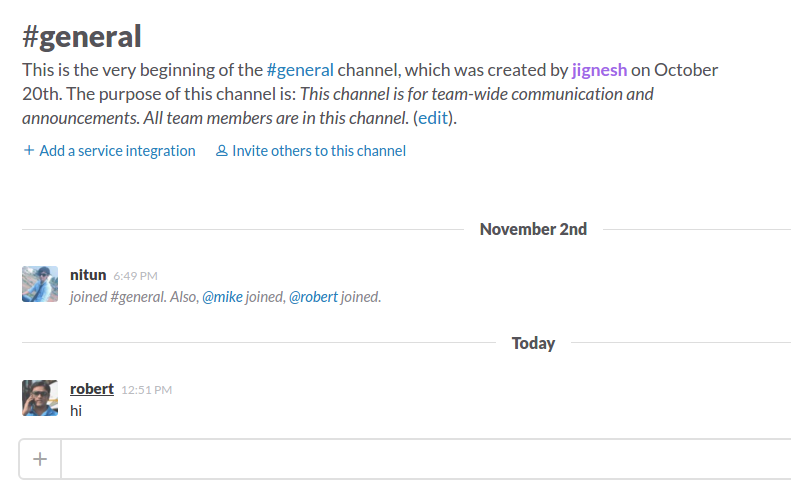 #general
This is the very beginning of the #general channel, which was created by jignesh on October
20th. The purpose of this channel is: This channel is for team-wide communication and
announcements. All team members are in this channel. (edit).
+ Add a service integration Invite others to this channel
November 2nd
nitun 6:49 PM
joined #general. Also, @mike joined, @robert joined.
Today
robert 12:51 PM
hi
+